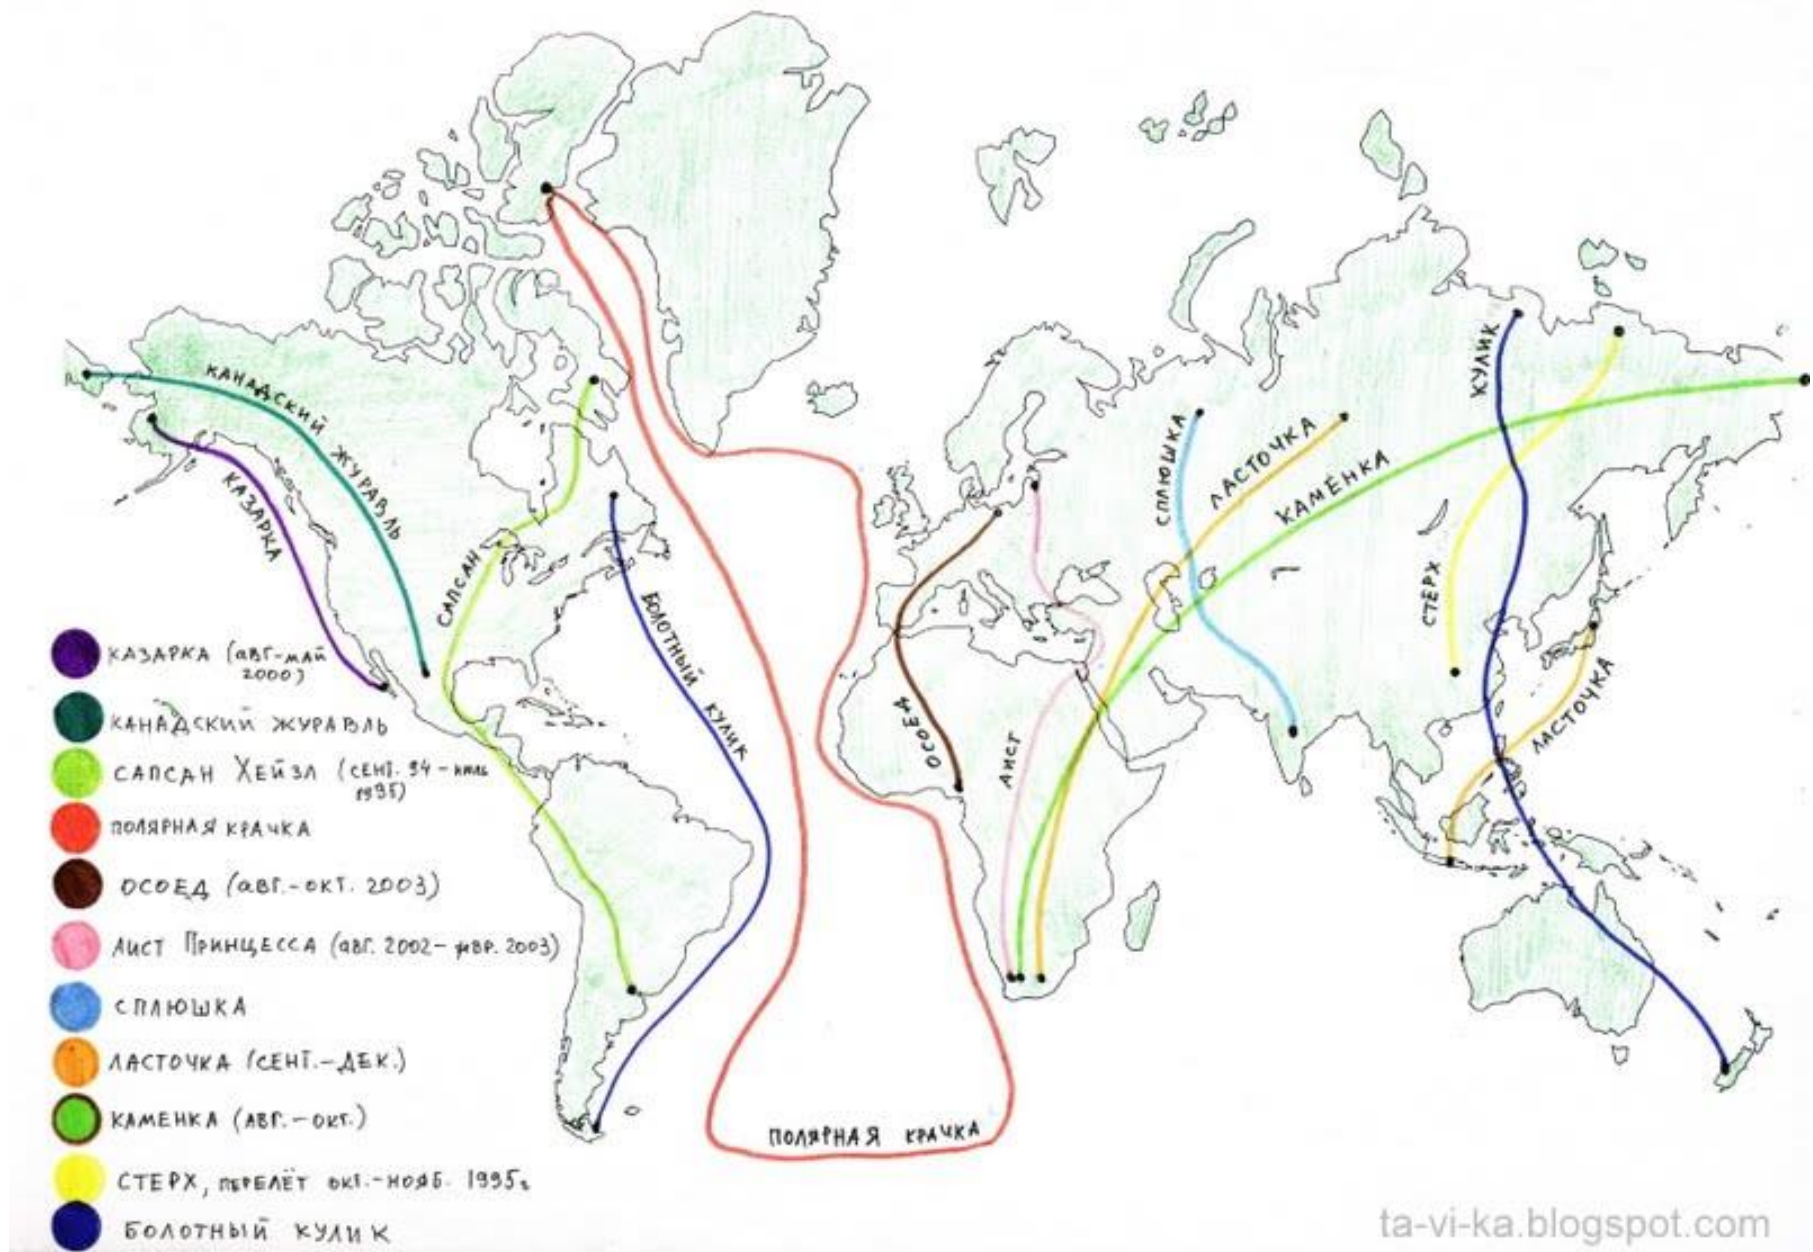 КАНАДСКИЙ ЖУРАВЛЬ
КАЗАРКА
САПСАН
БОЛОТНЫЙ КУЛИК
ПОЛЯРНАЯ КРАЧКА
ОСОЕД
АИСТ
СПЛЮШКА
ЛАСТОЧКА
КАМЕНКА
КУЛИК
СТЕРХ
ЛАСТОЧКА
КАЗАРКА (АВГ-МАЙ
2000)
КАНАДСКИЙ ЖУРАВЛЬ
САПСАН ХЕЙЗЛ (СЕНТ. 94 -
1995)
ПОЛЯРНАЯ КРАЧКА
ОСОЕД (АВГ.-ОКТ. 2003)
АИСТ ПРИНЦЕССА (АВГ. 2002- ФЕВР. 2003)
СПЛЮШКА
ЛАСТОЧКА (СЕНТ.-ДЕК.)
КАМЕНКА (АВГ.-ОКТ.)
СТЕРХ, ПЕРЕЛЁТ ОКТ.-НОЯБ. 1995г
БОЛОТНЫЙ КУЛИК
ta-vi-ka.blogspot.com